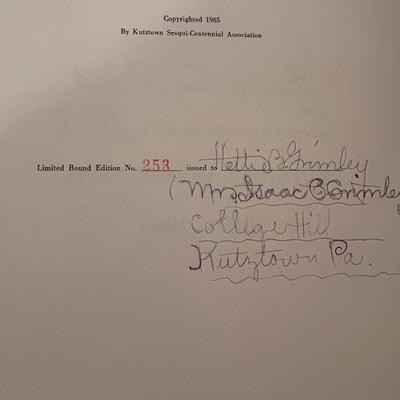 Copyrighted 1965
By Kutztown Sesqui-Centennial Association
Limited Bound Edition No. 253 issued to Hettie B Grimley
(Mrs. Isaac B Grimley
College Hill
Kutztown Pa.